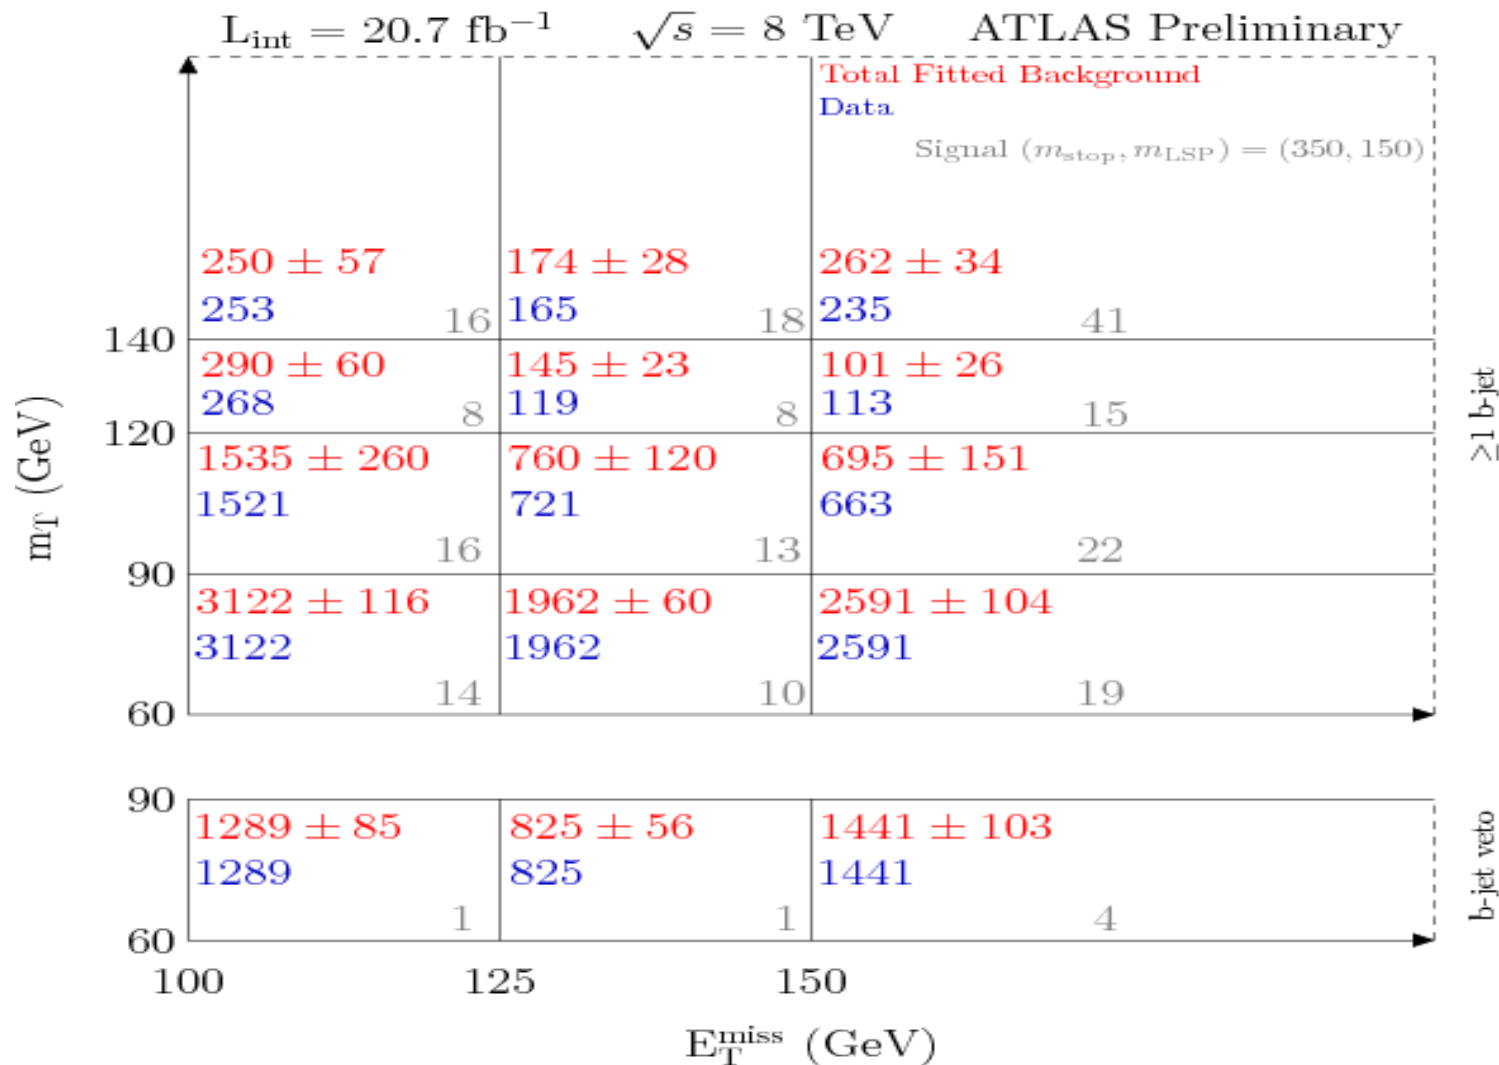 L_int = 20.7 fb⁻¹ √s = 8 TeV ATLAS Preliminary
Total Fitted Background
Data
Signal (m_stop, m_LSP) = (350, 150)
250 ± 57 174 ± 28 262 ± 34
253 16 165 18 235 41
140
290 ± 60 145 ± 23 101 ± 26
268 8 119 8 113 15
120
1535 ± 260 760 ± 120 695 ± 151
1521 721 663
16 13 22
90
3122 ± 116 1962 ± 60 2591 ± 104
3122 1962 2591
14 10 19
60
m_T (GeV)
≥1 b-jet
90
1289 ± 85 825 ± 56 1441 ± 103
1289 825 1441
1 1 4
60
b-jet veto
100 125 150
E_T^miss (GeV)